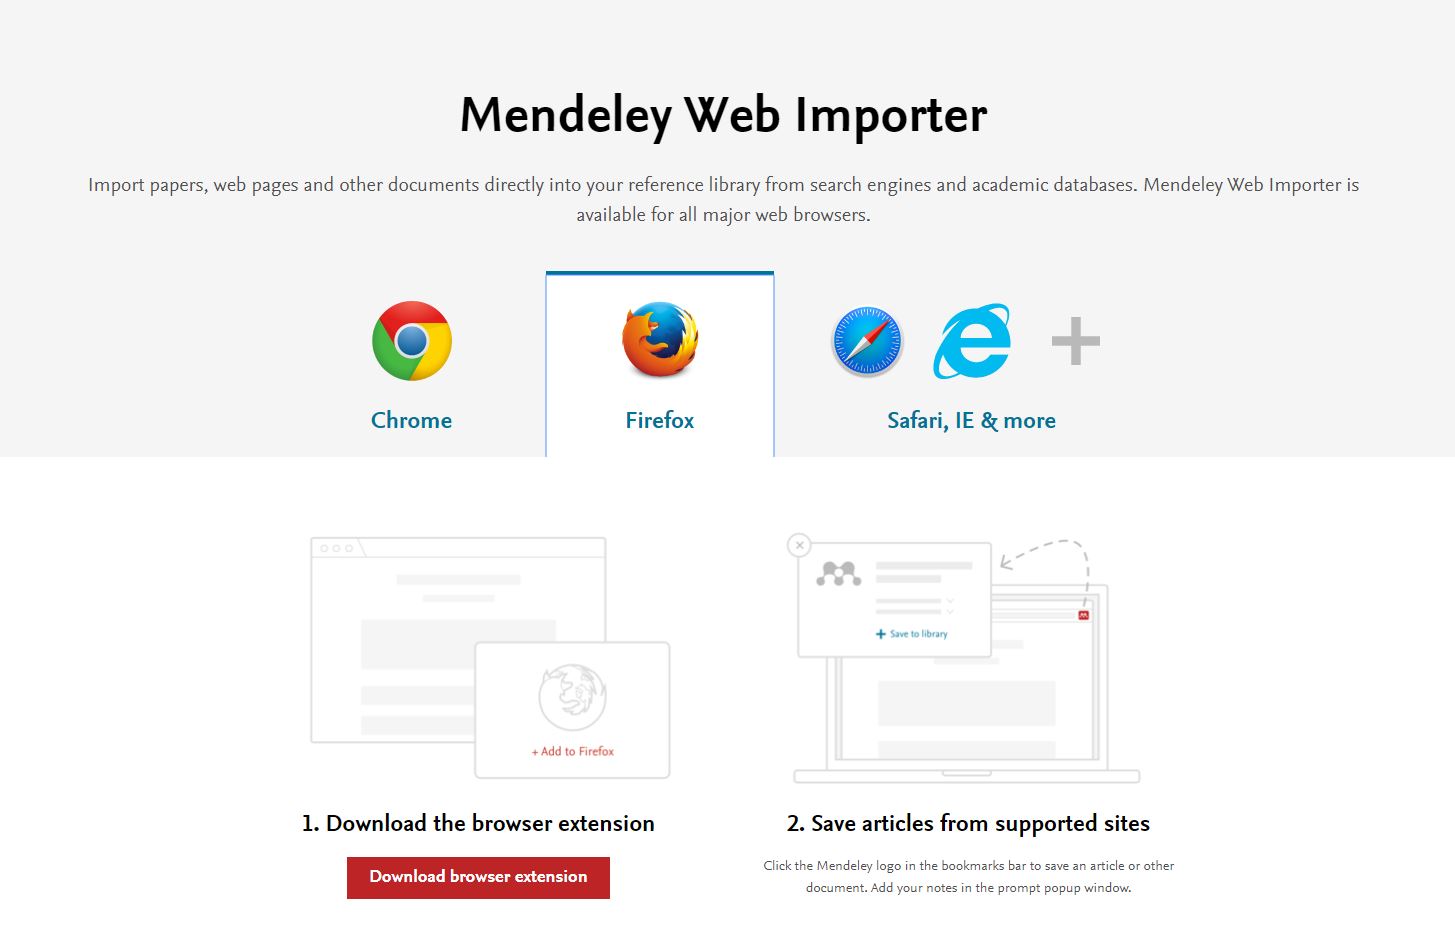 Mendeley Web Importer
Import papers, web pages and other documents directly into your reference library from search engines and academic databases. Mendeley Web Importer is
available for all major web browsers.
Chrome
Firefox
Safari, IE & more
+ Add to Firefox
+ Save to library
1. Download the browser extension
Download browser extension
2. Save articles from supported sites
Click the Mendeley logo in the bookmarks bar to save an article or other
document. Add your notes in the prompt popup window.